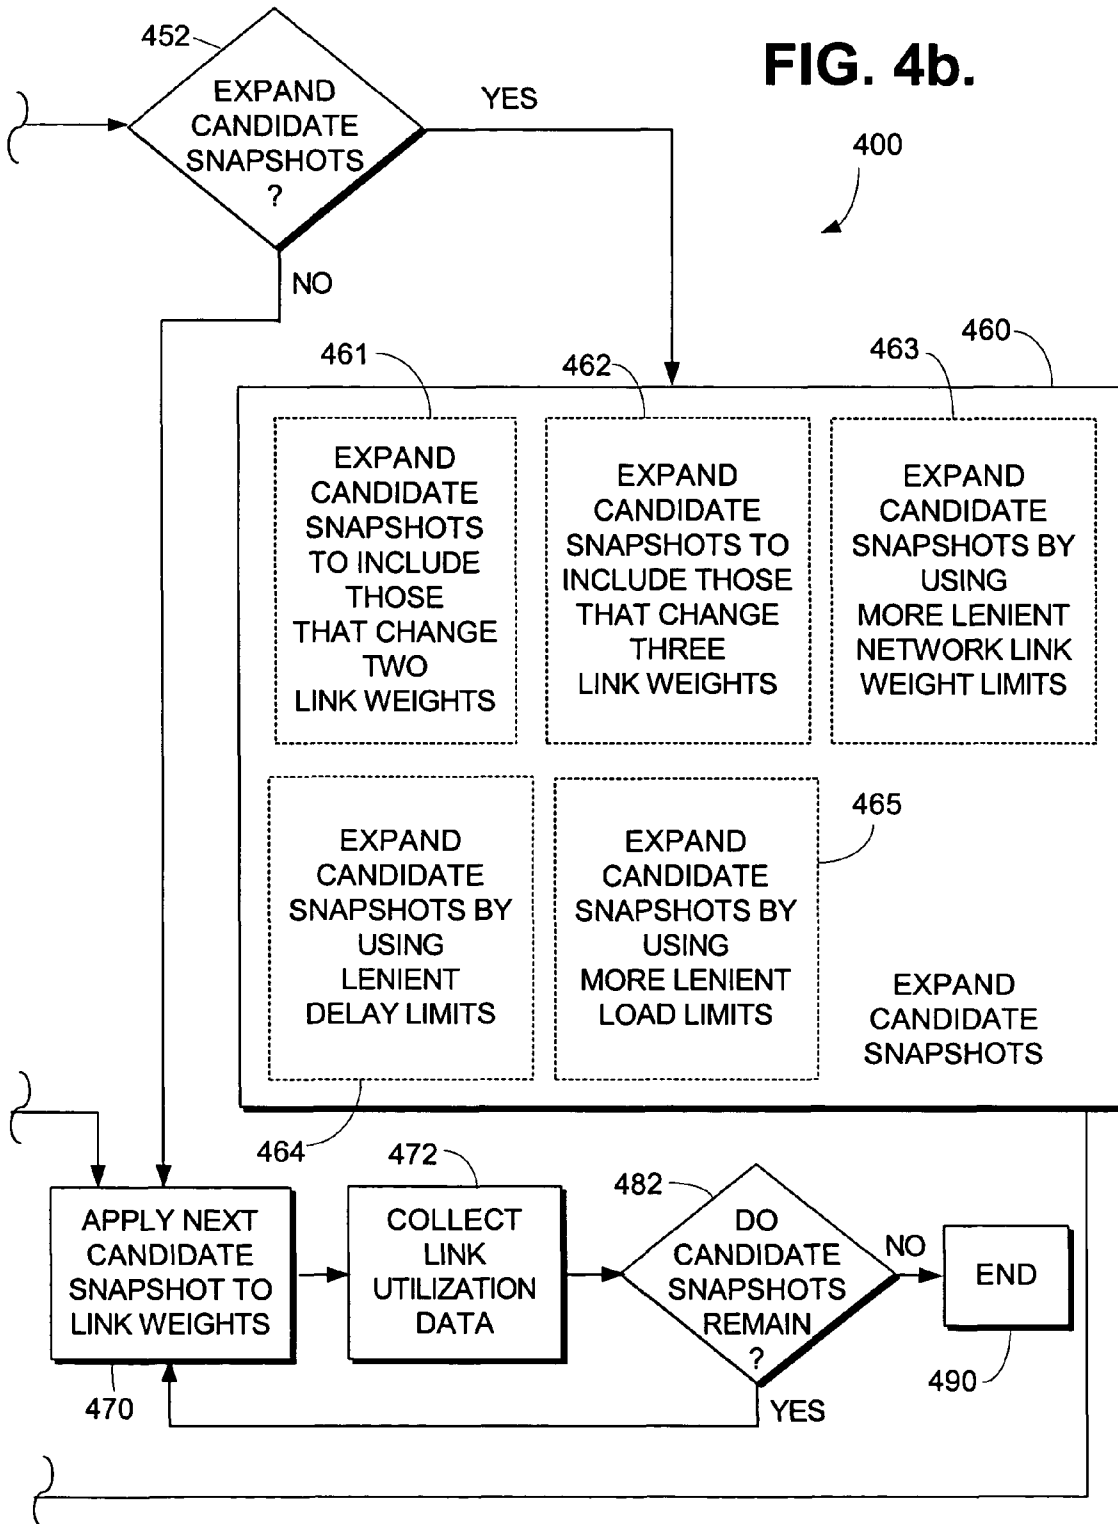 FIG. 4b.
452
EXPAND
CANDIDATE
SNAPSHOTS
?
YES
NO
400
460
461
EXPAND
CANDIDATE
SNAPSHOTS
TO INCLUDE
THOSE
THAT CHANGE
TWO
LINK WEIGHTS
462
EXPAND
CANDIDATE
SNAPSHOTS TO
INCLUDE THOSE
THAT CHANGE
THREE
LINK WEIGHTS
463
EXPAND
CANDIDATE
SNAPSHOTS BY
USING
MORE LENIENT
NETWORK LINK
WEIGHT LIMITS
EXPAND
CANDIDATE
SNAPSHOTS BY
USING
LENIENT
DELAY LIMITS
464
465
EXPAND
CANDIDATE
SNAPSHOTS BY
USING
MORE LENIENT
LOAD LIMITS
EXPAND
CANDIDATE
SNAPSHOTS
APPLY NEXT
CANDIDATE
SNAPSHOT TO
LINK WEIGHTS
470
472
COLLECT
LINK
UTILIZATION
DATA
482
DO
CANDIDATE
SNAPSHOTS
REMAIN
?
NO
YES
END
490